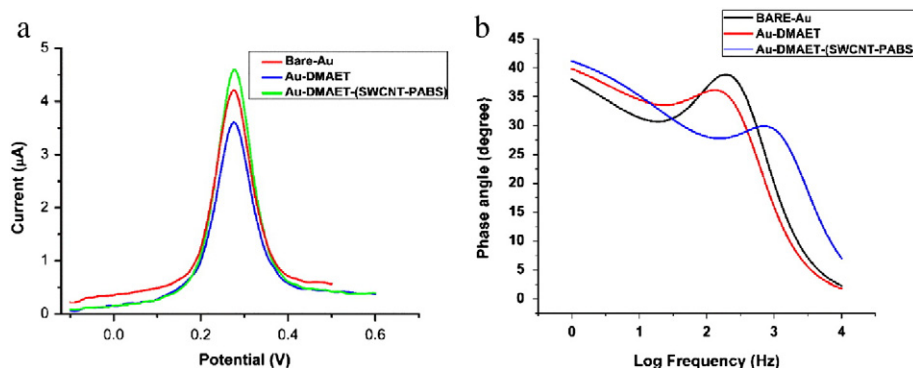 a
Bare-Au
Au-DMAET
Au-DMAET-(SWCNT-PABS)
Current (μA)
5
4
3
2
1
0
0.0 0.2 0.4 0.6
Potential (V)
b
BARE-Au
Au-DMAET
Au-DMAET-(SWCNT-PABS)
Phase angle (degree}
45
40
35
30
25
20
15
10
5
0
0 1 2 3 4
Log Frequency (Hz)